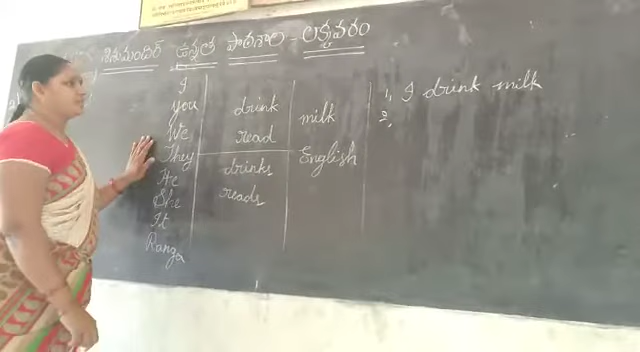 శిశుమందిర్ ఉన్నత పాఠశాల - లక్కవరం
I
you drink milk 1, I drink milk
We read 2,
They English
He drinks
She reads
It
Ranga